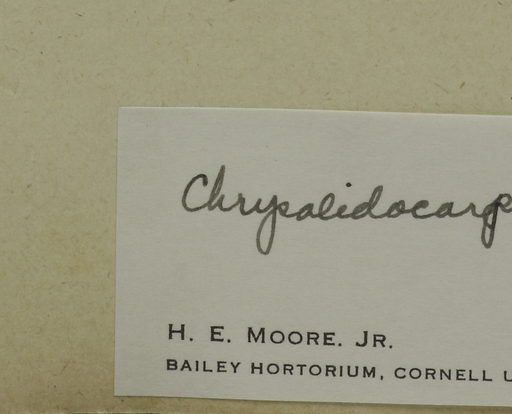 Chrysalidocarp
H. E. MOORE. JR.
BAILEY HORTORIUM, CORNELL U